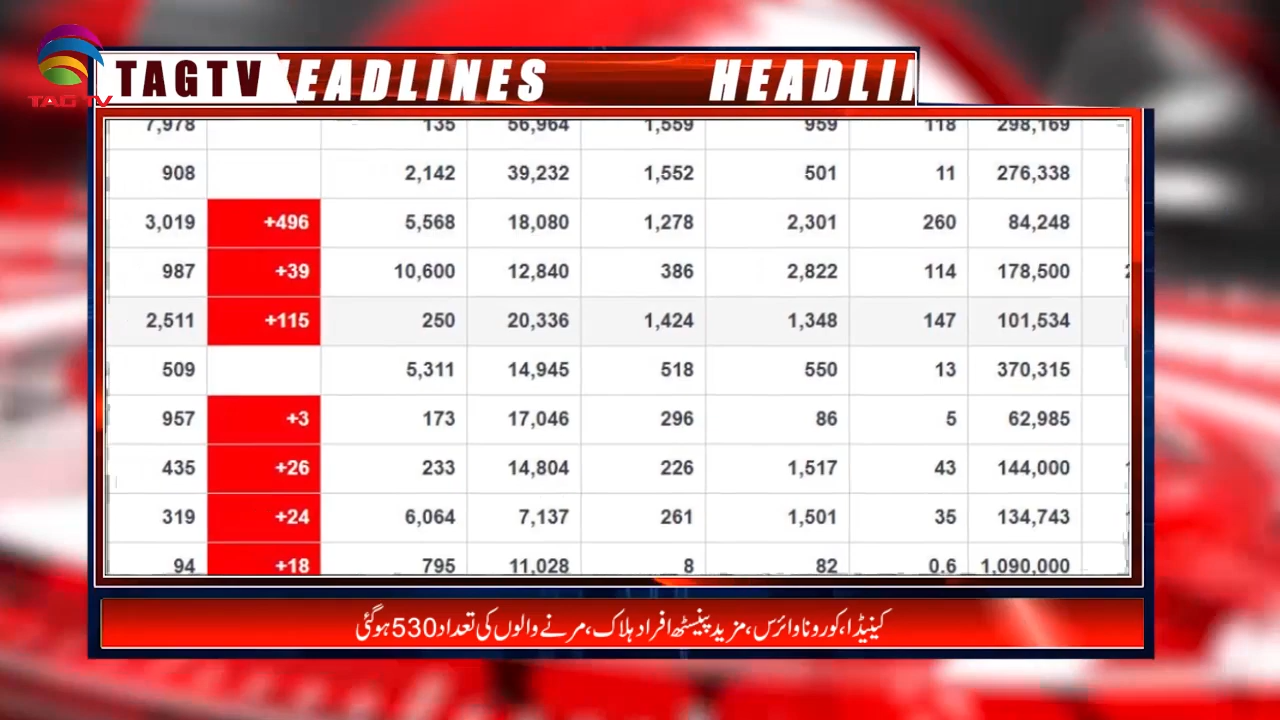 TAG TV
TAGTV
EADLINES HEADLI
7,978 135 56,964 1,559 959 118 298,169
908 2,142 39,232 1,552 501 11 276,338
3,019 +496 5,568 18,080 1,278 2,301 260 84,248
987 +39 10,600 12,840 386 2,822 114 178,500
2,511 +115 250 20,336 1,424 1,348 147 101,534
509 5,311 14,945 518 550 13 370,315
957 +3 173 17,046 296 86 5 62,985
435 +26 233 14,804 226 1,517 43 144,000
319 +24 6,064 7,137 261 1,501 35 134,743
94 +18 795 11,028 8 82 0.6 1,090,000
کینیڈا، کورونا وائرس، مزید پینسٹھ افراد ہلاک، مرنے والوں کی تعداد 530 ہوگئی